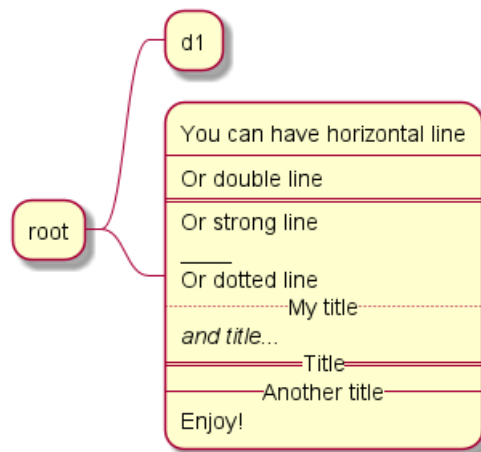 d1
root
You can have horizontal line
Or double line
Or strong line
____
Or dotted line
My title
and title...
Title
Another title
Enjoy!